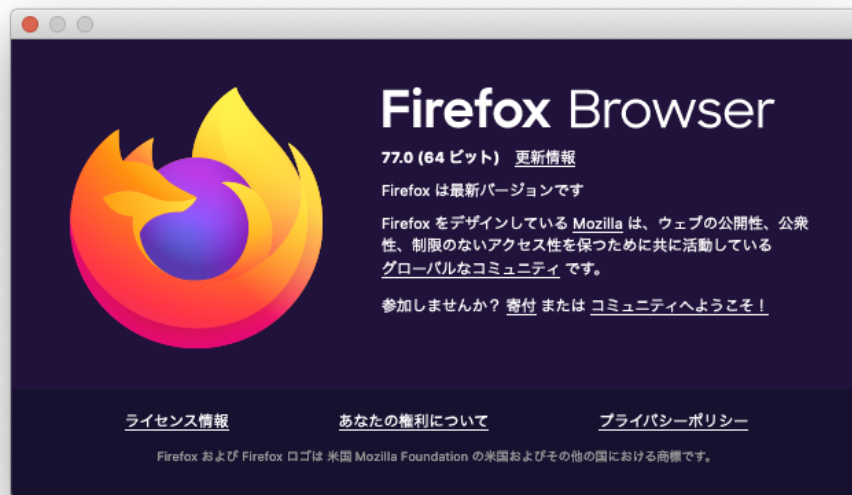 Firefox Browser
77.0 (64 ビット) 更新情報
Firefox は最新バージョンです
Firefox をデザインしている Mozilla は、ウェブの公開性、公衆
性、制限のないアクセス性を保つために共に活動している
グローバルなコミュニティ です。
参加しませんか？ 寄付 または コミュニティへようこそ！
ライセンス情報 あなたの権利について プライバシーポリシー
Firefox および Firefox ロゴは 米国 Mozilla Foundation の米国およびその他の国における商標です。